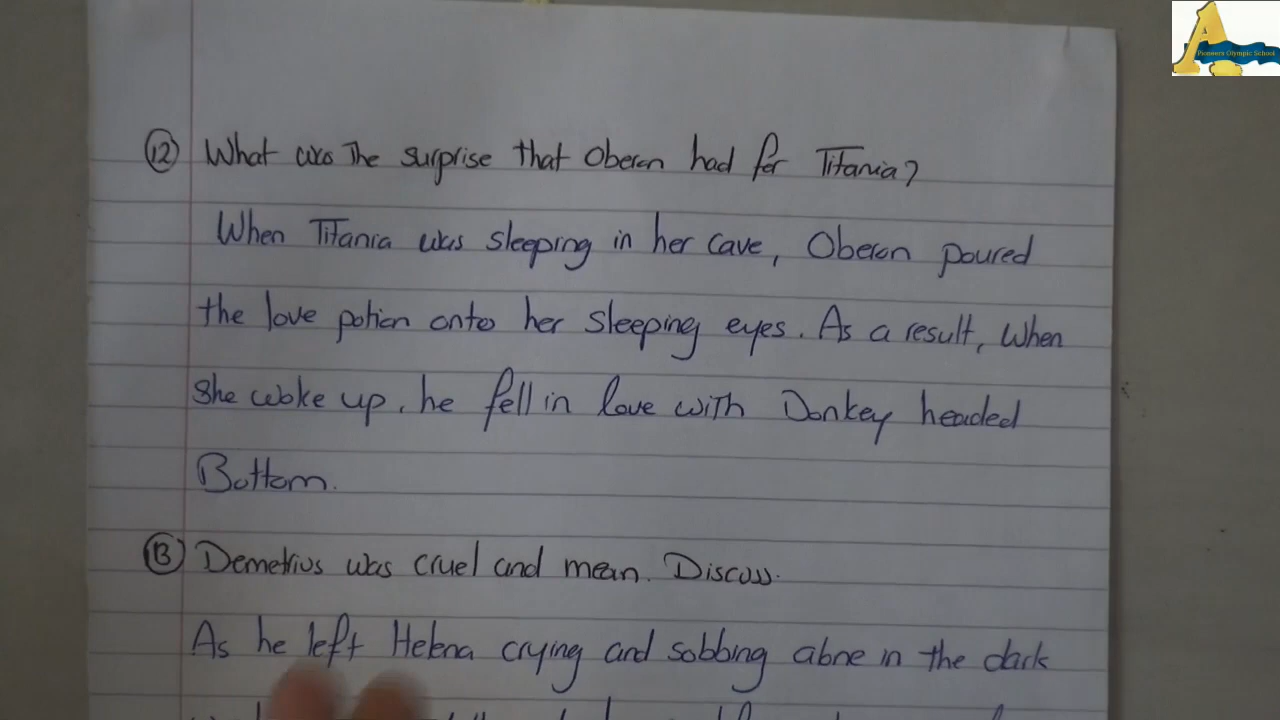 Pioneers Olympic School
12 What was The surprise that Oberon had for Titania?
When Titania was sleeping in her cave, Oberon poured
the love potion onto her sleeping eyes. As a result, when
she woke up, he fell in love with Donkey headed
Bottom.
13 Demetrius was cruel and mean. Discuss.
As he left Helena crying and sobbing alone in the dark